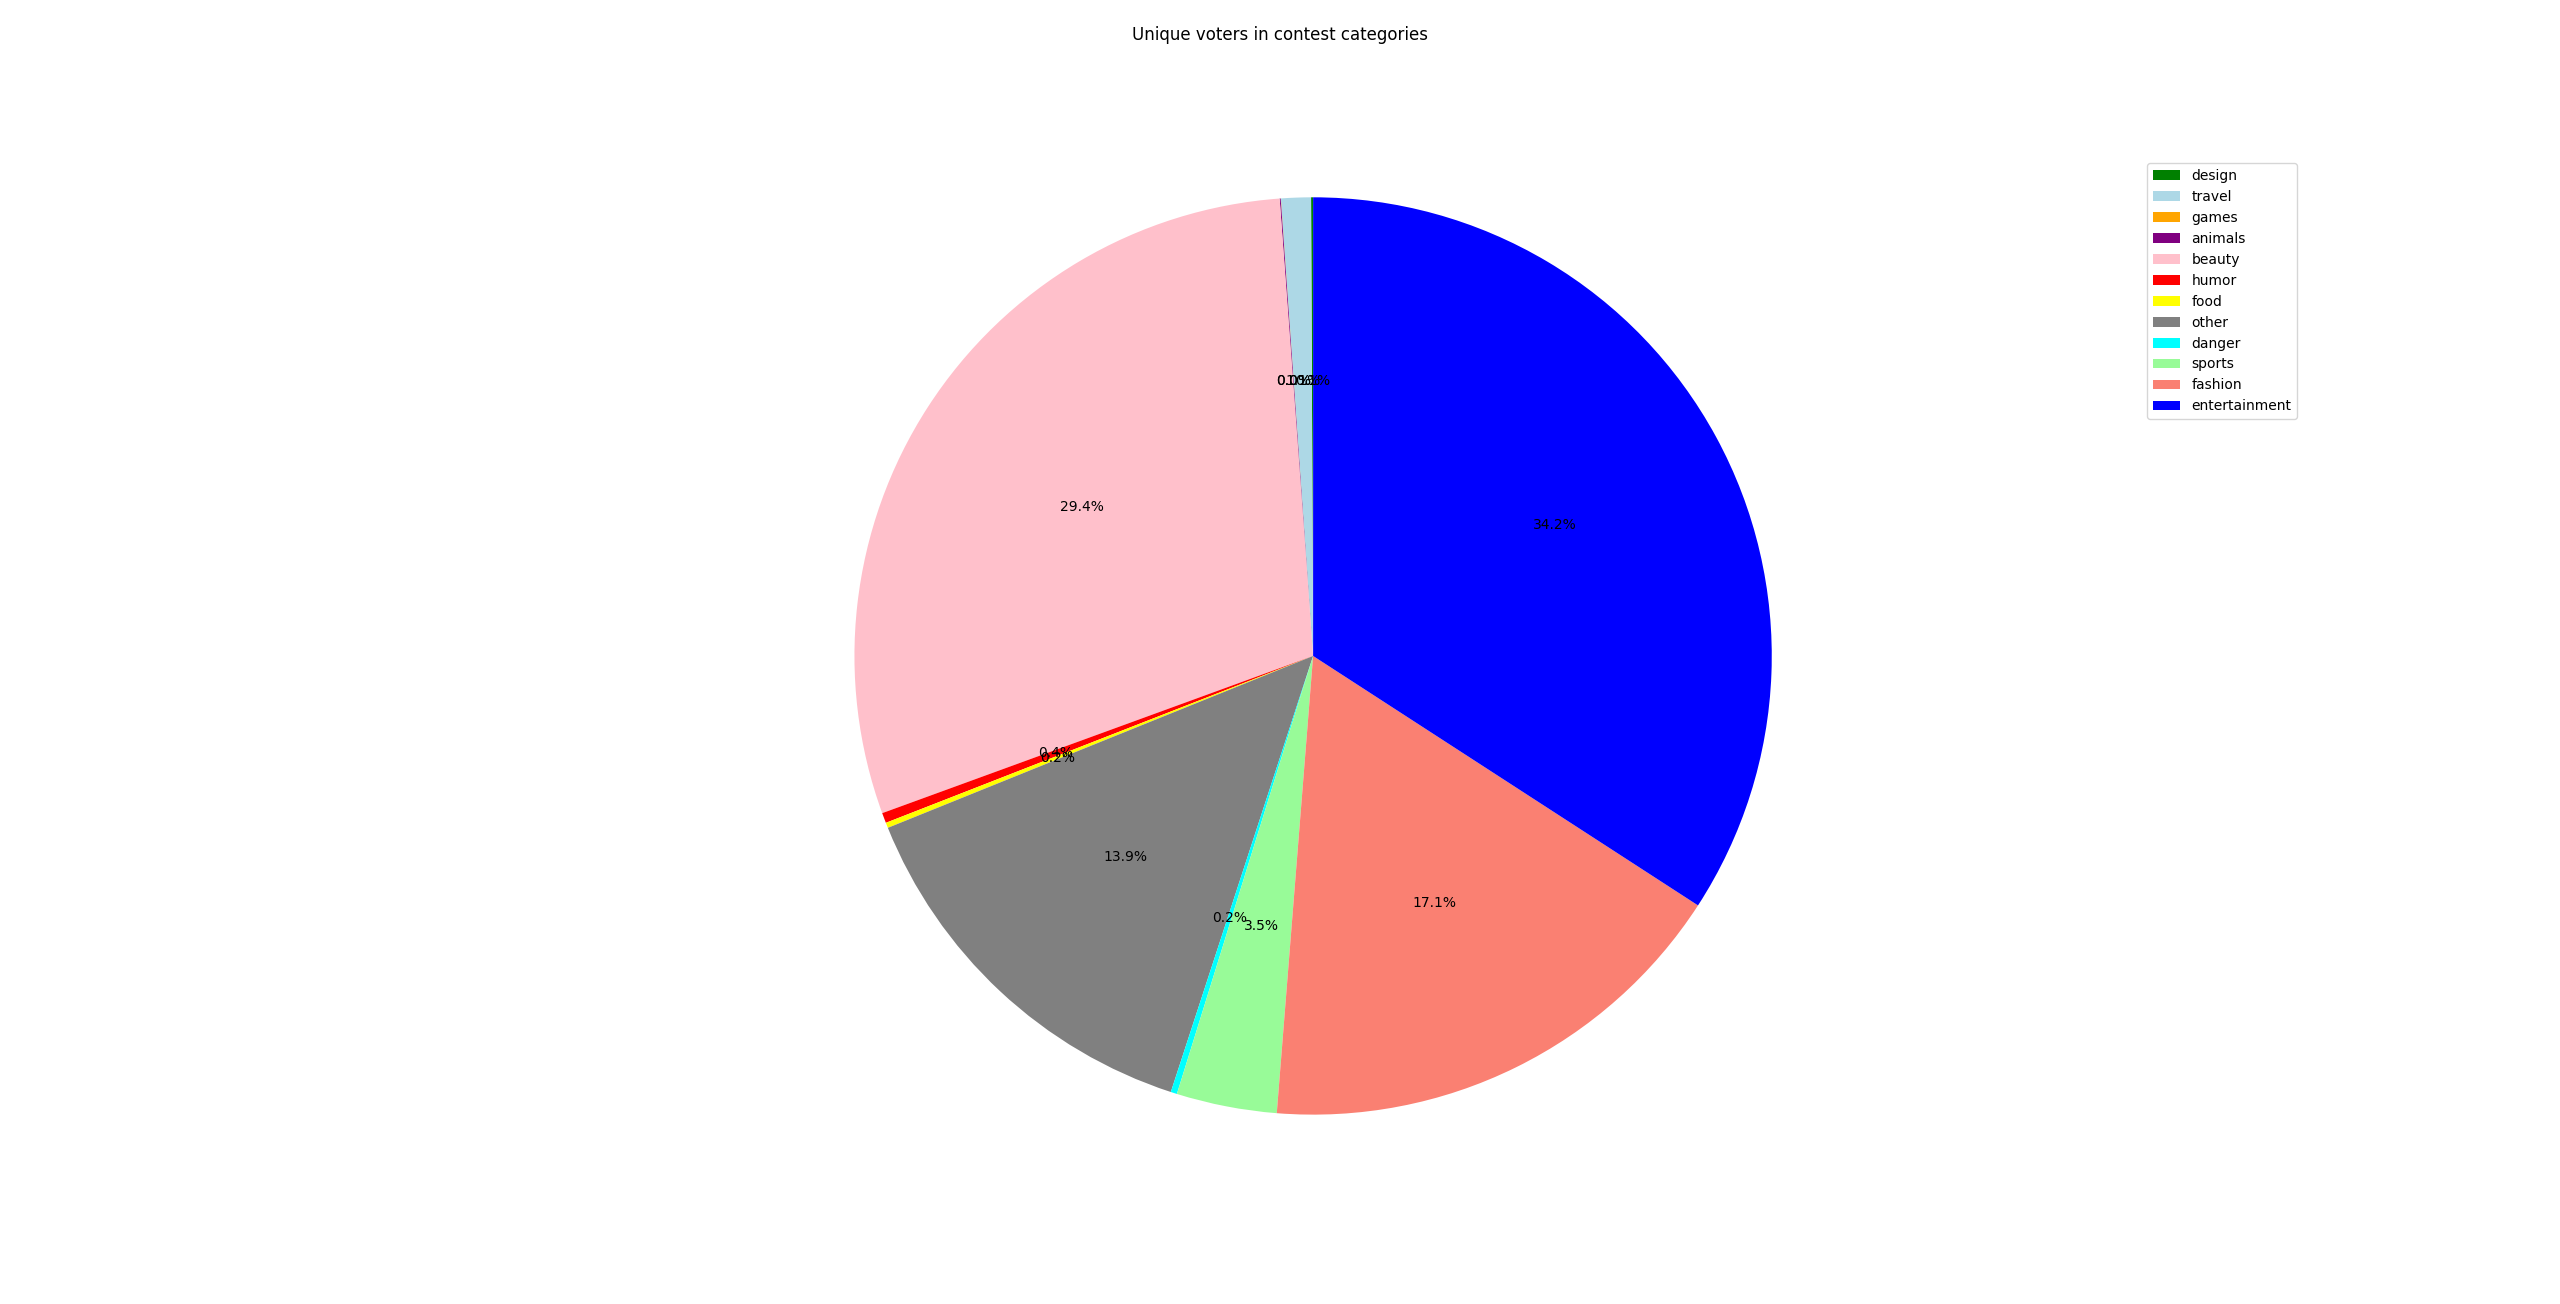 Unique voters in contest categories
design
travel
games
animals
beauty
humor
food
other
danger
sports
fashion
entertainment
29.4%
34.2%
0.4%
0.2%
13.9%
17.1%
0.2%
3.5%